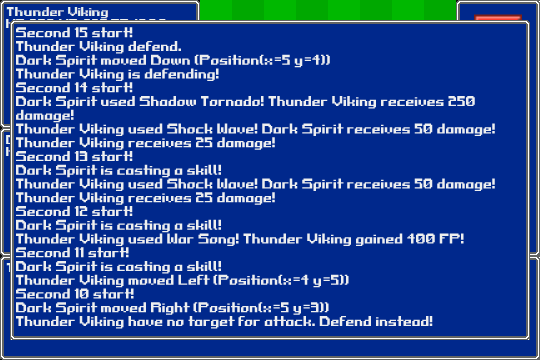 Thunder Viking
Second 15 start!
Thunder Viking defend.
Dark Spirit moved Down (Position(x=5 y=4))
Thunder Viking is defending!
Second 14 start!
Dark Spirit used Shadow Tornado! Thunder Viking receives 250
damage!
Thunder Viking used Shock Wave! Dark Spirit receives 50 damage!
Thunder Viking receives 25 damage!
Second 13 start!
Dark Spirit is casting a skill!
Thunder Viking used Shock Wave! Dark Spirit receives 50 damage!
Thunder Viking receives 25 damage!
Second 12 start!
Dark Spirit is casting a skill!
Thunder Viking used War Song! Thunder Viking gained 400 FP!
Second 11 start!
Dark Spirit is casting a skill!
Thunder Viking moved Left (Position(x=4 y=5))
Second 10 start!
Dark Spirit moved Right (Position(x=5 y=3))
Thunder Viking have no target for attack. Defend instead!